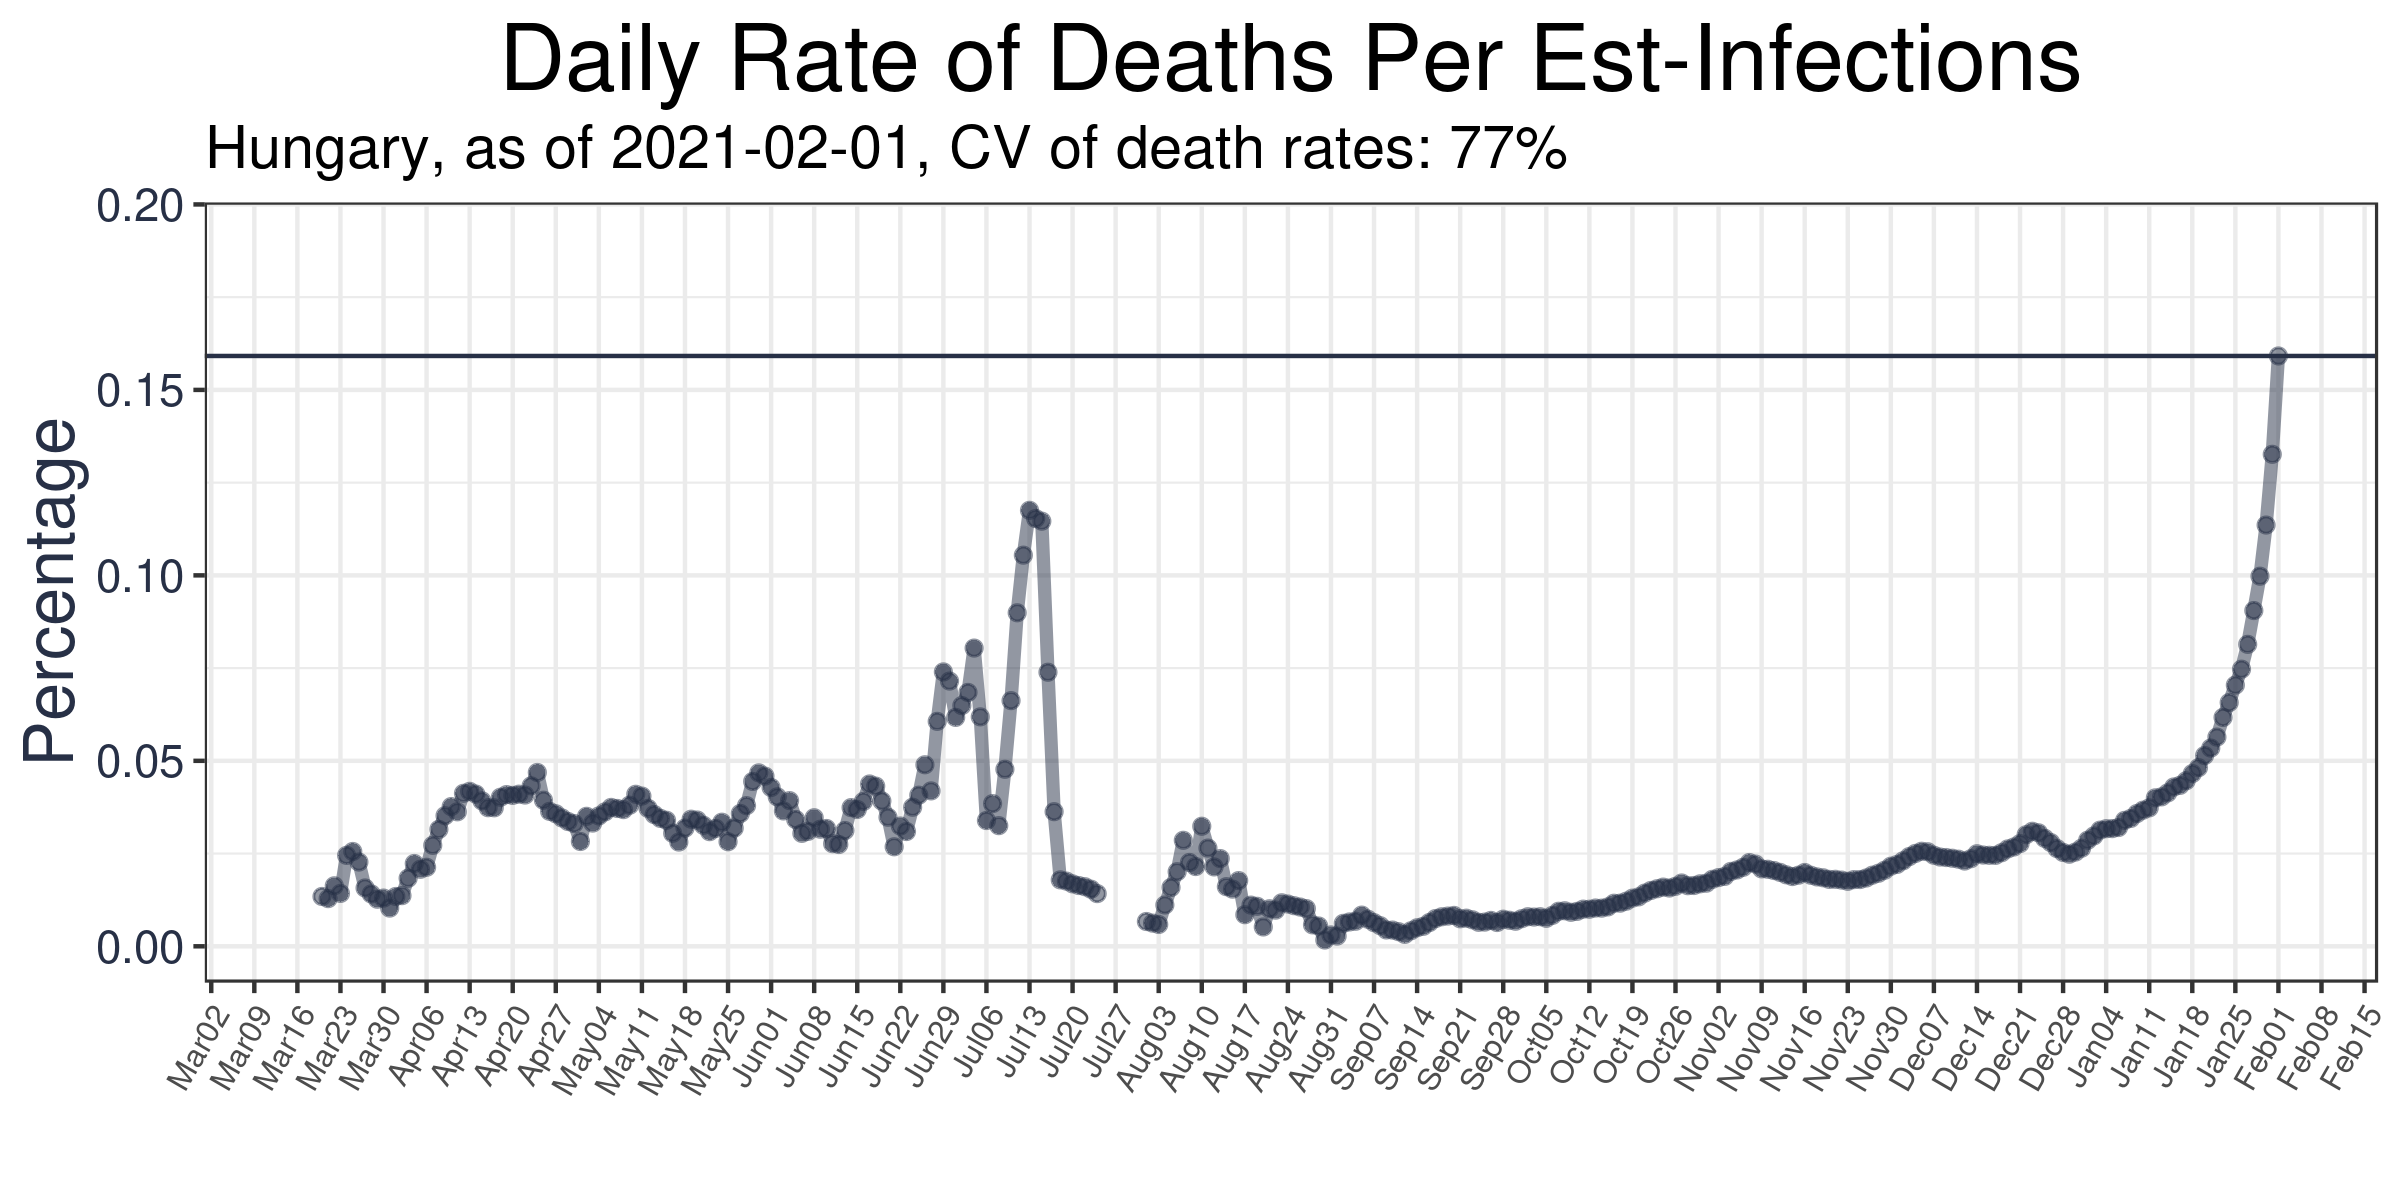 Daily Rate of Deaths Per Est-Infections
Hungary, as of 2021-02-01, CV of death rates: 77%
Percentage
0.20
0.15
0.10
0.05
0.00
Mar02
Mar09
Mar16
Mar23
Mar30
Apr06
Apr13
Apr20
Apr27
May04
May11
May18
May25
Jun01
Jun08
Jun15
Jun22
Jun29
Jul06
Jul13
Jul20
Jul27
Aug03
Aug10
Aug17
Aug24
Aug31
Sep07
Sep14
Sep21
Sep28
Oct05
Oct12
Oct19
Oct26
Nov02
Nov09
Nov16
Nov23
Nov30
Dec07
Dec14
Dec21
Dec28
Jan04
Jan11
Jan18
Jan25
Feb01
Feb08
Feb15